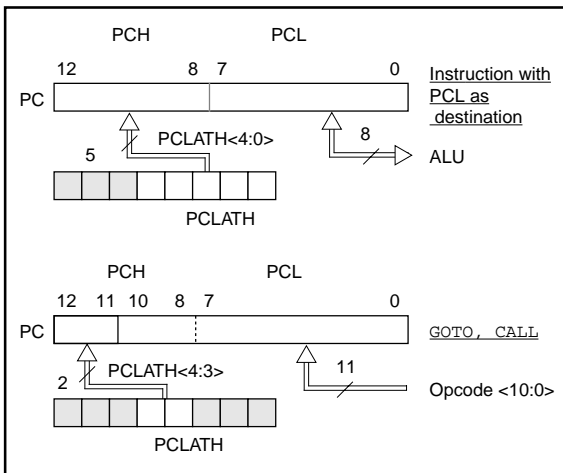 PCH PCL
12 8 7 0
PC
Instruction with
PCL as
destination
PCLATH<4:0>
5
8
ALU
PCLATH
PCH PCL
12 11 10 8 7 0
PC
GOTO, CALL
PCLATH<4:3>
2
11
Opcode <10:0>
PCLATH